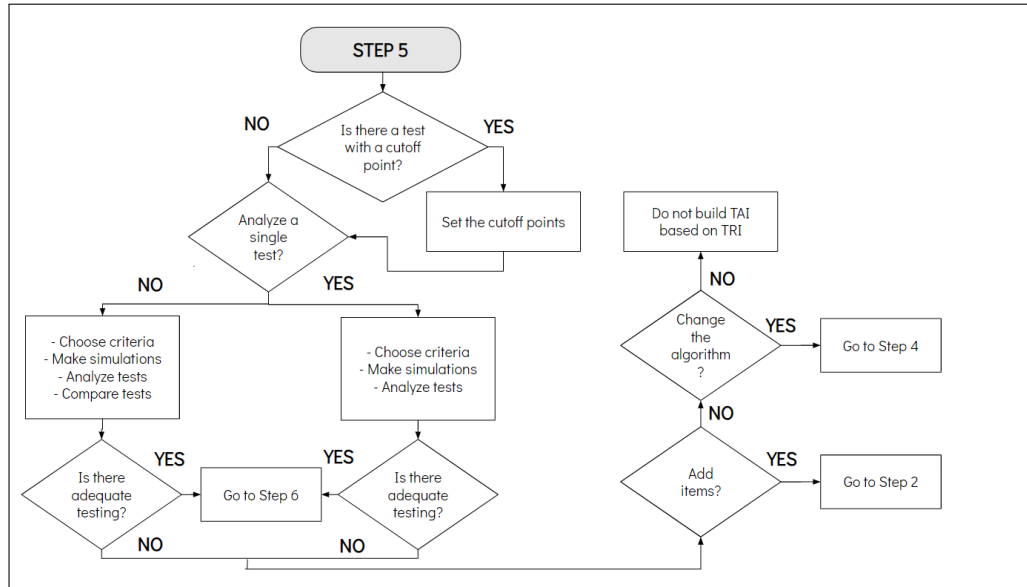 STEP 5
NO
YES
Is there a test
with a cutoff
point?
Analyze a
single
test?
Set the cutoff points
NO
YES
- Choose criteria
- Make simulations
- Analyze tests
- Compare tests
- Choose criteria
- Make simulations
- Analyze tests
Is there
adequate
testing?
YES
Go to Step 6
YES
Is there
adequate
testing?
NO
NO
Do not build TAI
based on TRI
NO
Change
the
algorithm
?
YES
Go to Step 4
NO
Add
items?
YES
Go to Step 2